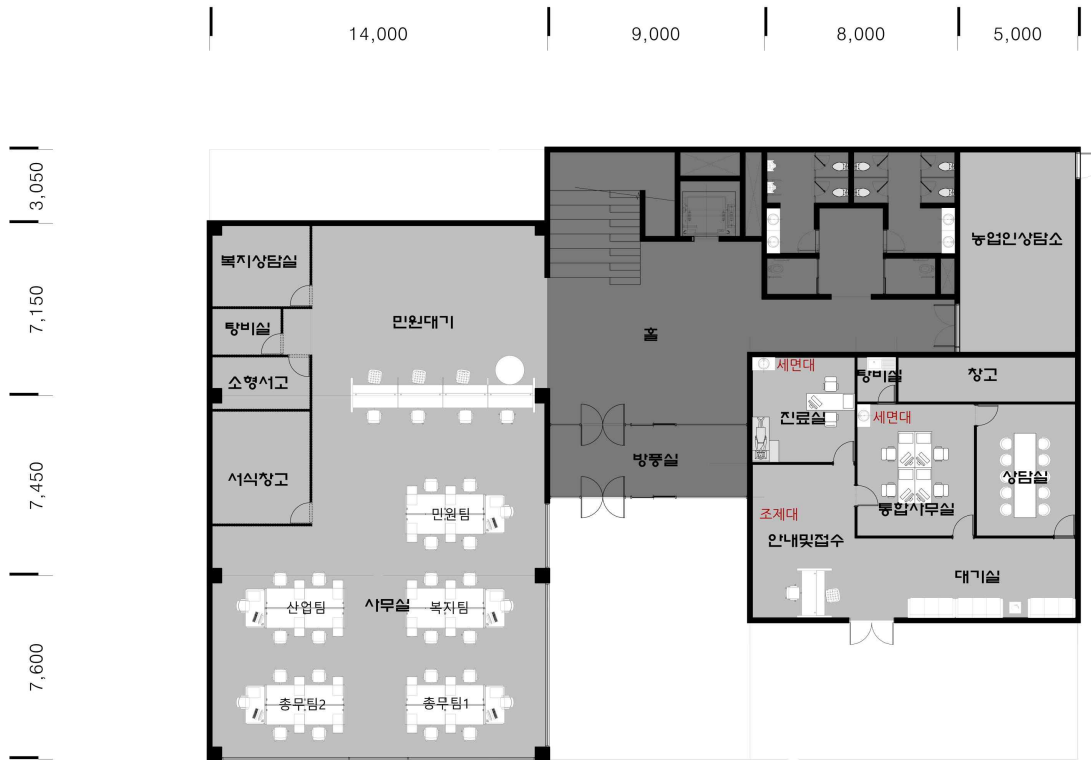 14,000
9,000
8,000
5,000
3,050
7,150
7,450
7,600
복지상담실
탕비실
소형서고
서식창고
민원대기
홀
방풍실
농업인상담소
세면대
탕비실
창고
진료실
세면대
상담실
통합사무실
조제대
안내및접수
대기실
민원팀
산업팀
사무실
복지팀
총무팀2
총무팀1